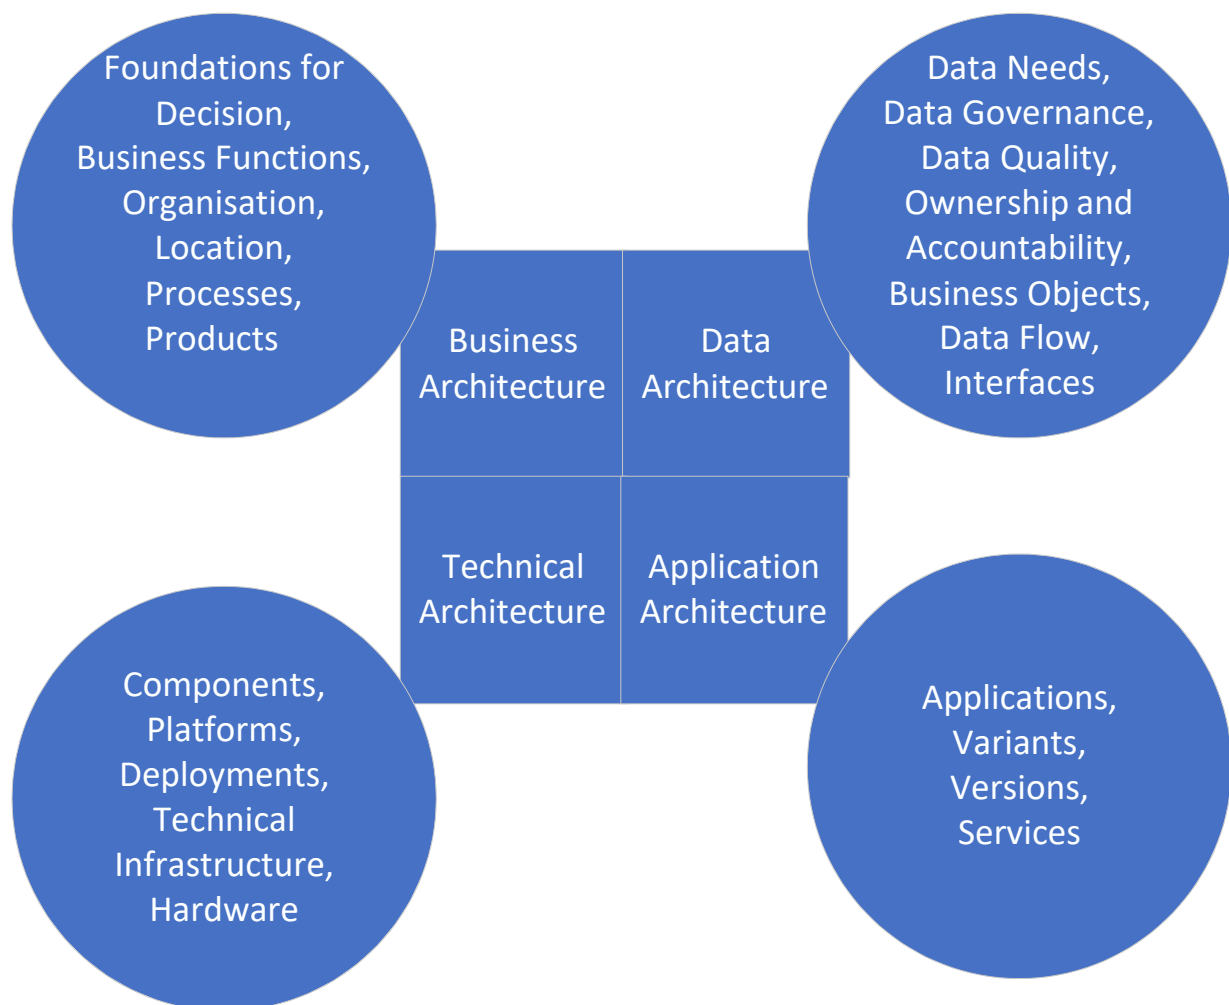 Foundations for
Decision,
Business Functions,
Organisation,
Location,
Processes,
Products
Data Needs,
Data Governance,
Data Quality,
Ownership and
Accountability,
Business Objects,
Data Flow,
Interfaces
Business
Architecture
Data
Architecture
Technical
Architecture
Application
Architecture
Components,
Platforms,
Deployments,
Technical
Infrastructure,
Hardware
Applications,
Variants,
Versions,
Services